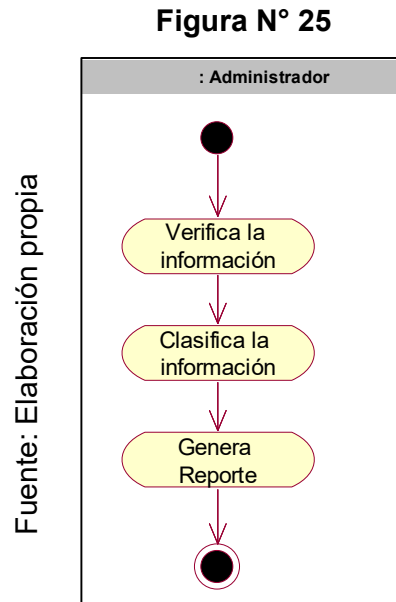 Figura N° 25
: Administrador
Verifica la
información
Clasifica la
información
Genera
Reporte
Fuente: Elaboración propia